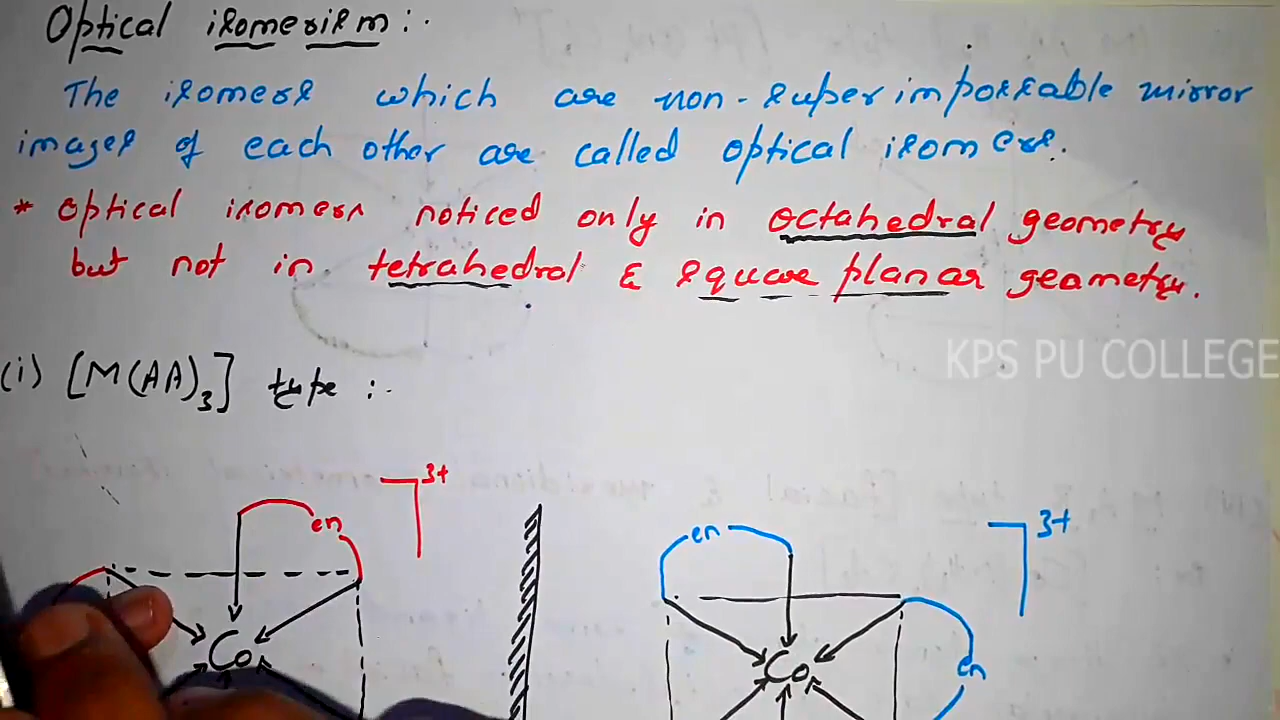 Optical isomerism :-
The isomers which are non-superimpossable mirror
images of each other are called optical isomers.
* optical isomers noticed only in octahedral geometry
but not in tetrahedral & square planar geametry.
KPS PU COLLEGE
(i) [M(AA)3] type :-
3+
en
en
3+
Co
Co
en